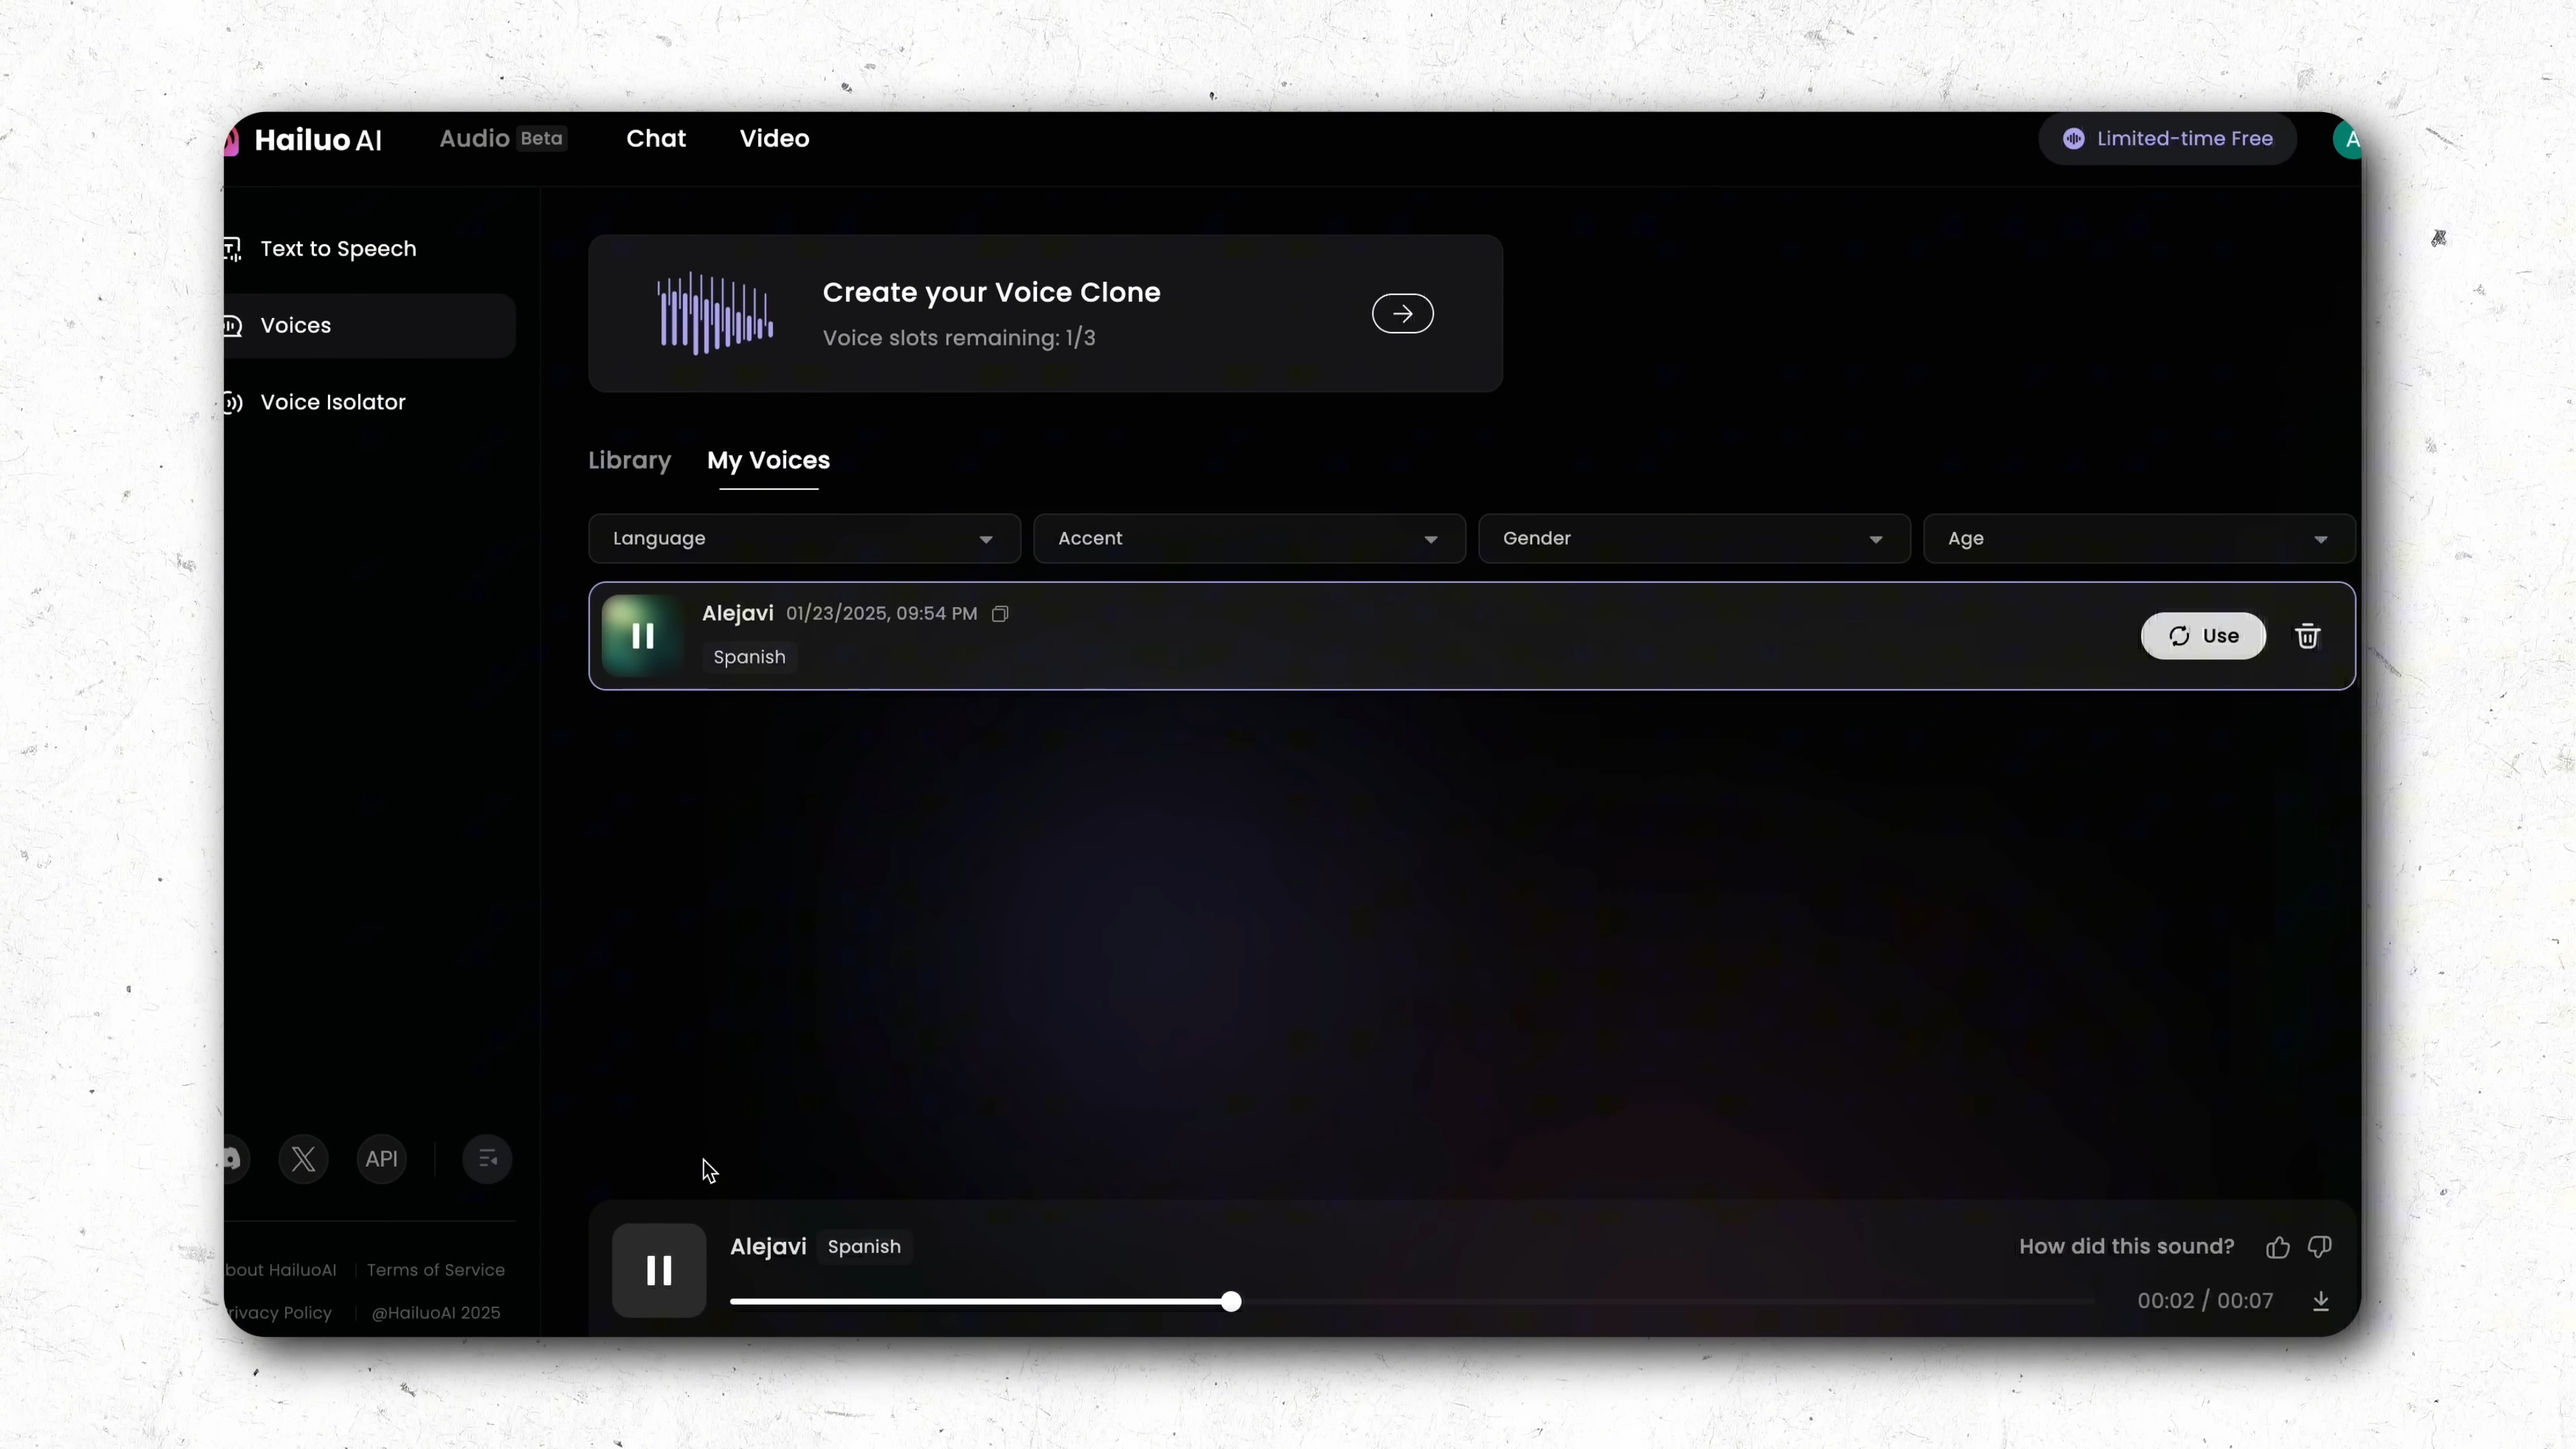 Hailuo AI
Audio Beta
Chat
Video
Limited-time Free
A
Text to Speech
Voices
Voice Isolator
Create your Voice Clone
Voice slots remaining: 1/3
Library
My Voices
Language
Accent
Gender
Age
Alejavi 01/23/2025, 09:54 PM
Spanish
Use
API
bout HailuoAI | Terms of Service
rivacy Policy | @HailuoAI 2025
Alejavi Spanish
How did this sound?
00:02 / 00:07